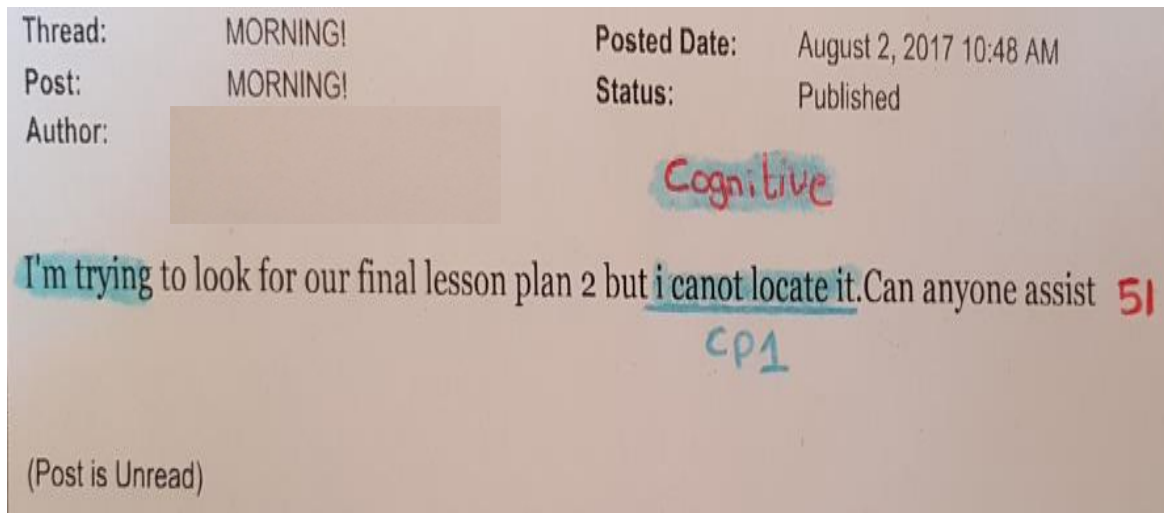 Thread: MORNING! Posted Date: August 2, 2017 10:48 AM
Post: MORNING! Status: Published
Author:
Cognitive
I'm trying to look for our final lesson plan 2 but i canot locate it.Can anyone assist 51
CP1
(Post is Unread)